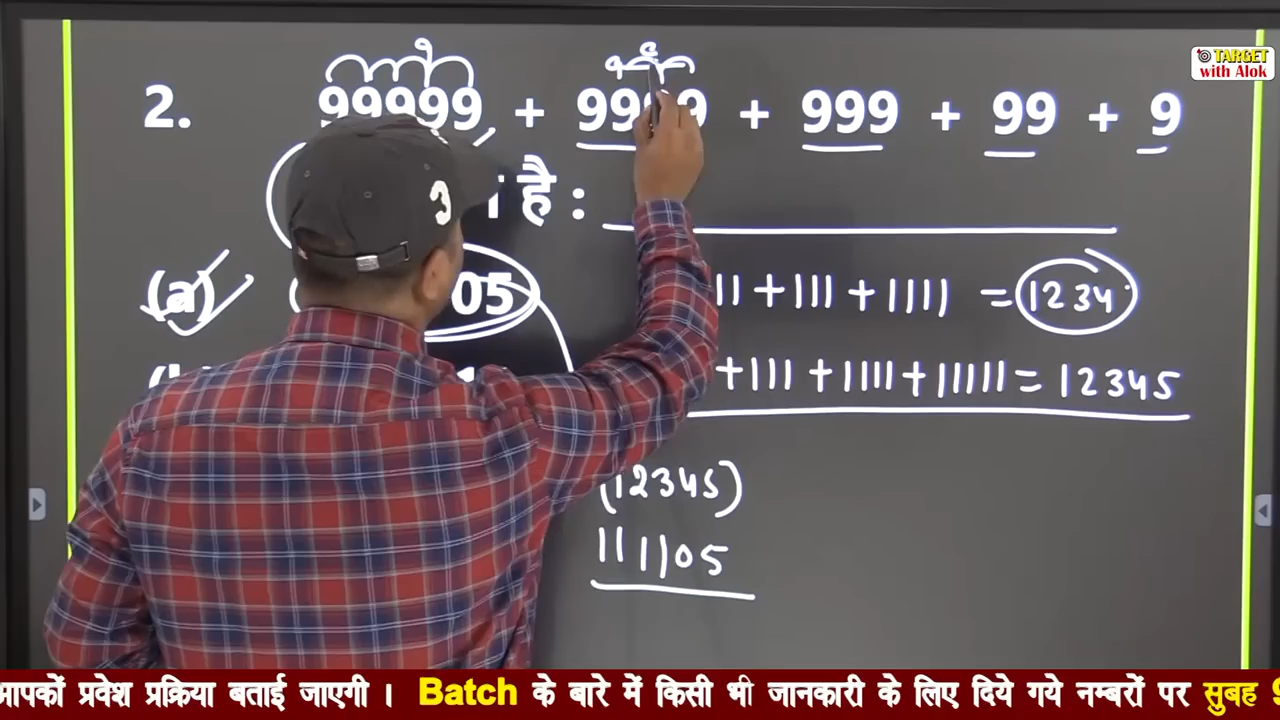 TARGET
with Alok
2. 99999 + 9999 + 999 + 99 + 9
है :
(a) 05
11 + 111 + 1111 = 1234
+ 111 + 1111 + 11111 = 12345
(12345)
111105
आपकों प्रवेश प्रक्रिया बताई जाएगी । Batch के बारे में किसी भी जानकारी के लिए दिये गये नम्बरों पर सुबह 9